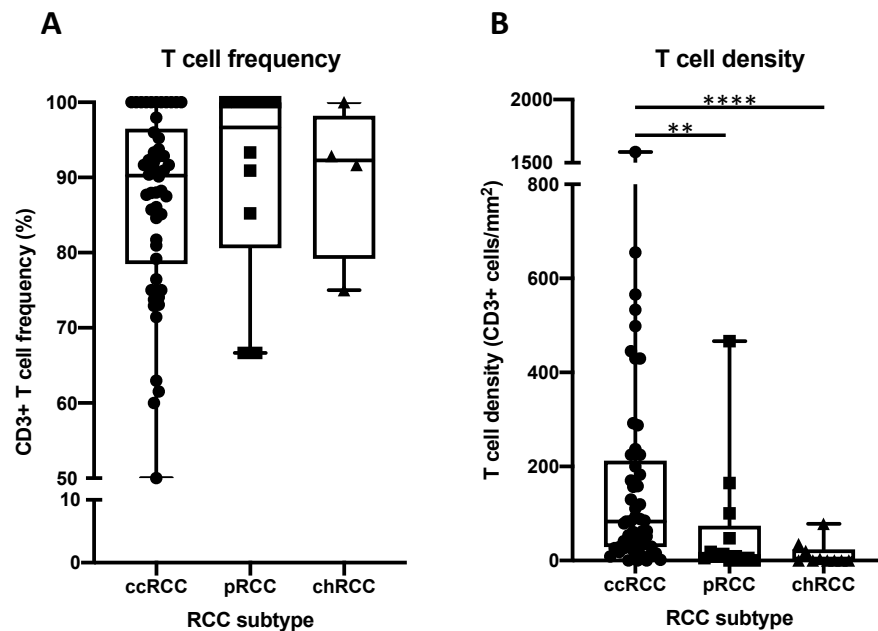 A
T cell frequency
CD3+ T cell frequency (%)
100
90
80
70
60
50
10
0
ccRCC pRCC chRCC
RCC subtype
B
T cell density
T cell density (CD3+ cells/mm²)
2000
1500
800
600
400
200
0
****
**
ccRCC pRCC chRCC
RCC subtype